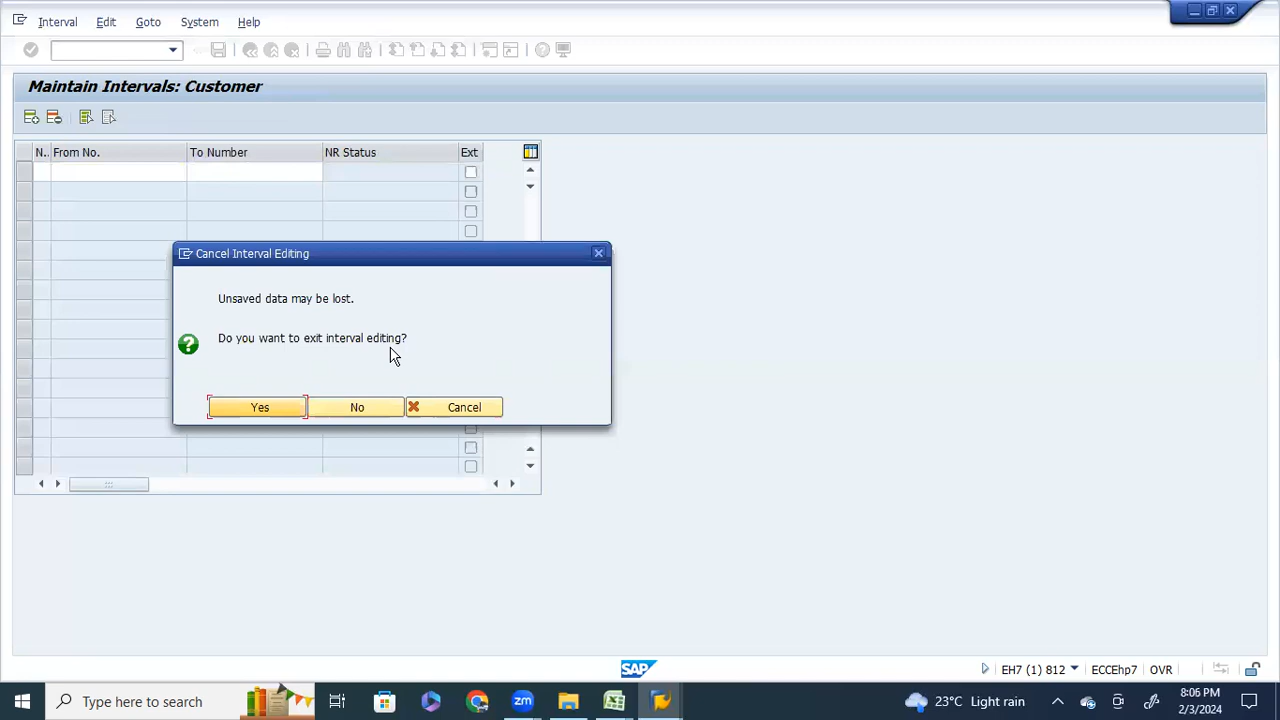 Interval Edit Goto System Help
Maintain Intervals: Customer
N.. From No. To Number NR Status Ext
Cancel Interval Editing
Unsaved data may be lost.
Do you want to exit interval editing?
Yes No Cancel
SAP EH7 (1) 812 ECCEhp7 OVR
Type here to search zm 23°C Light rain 8:06 PM
2/3/2024